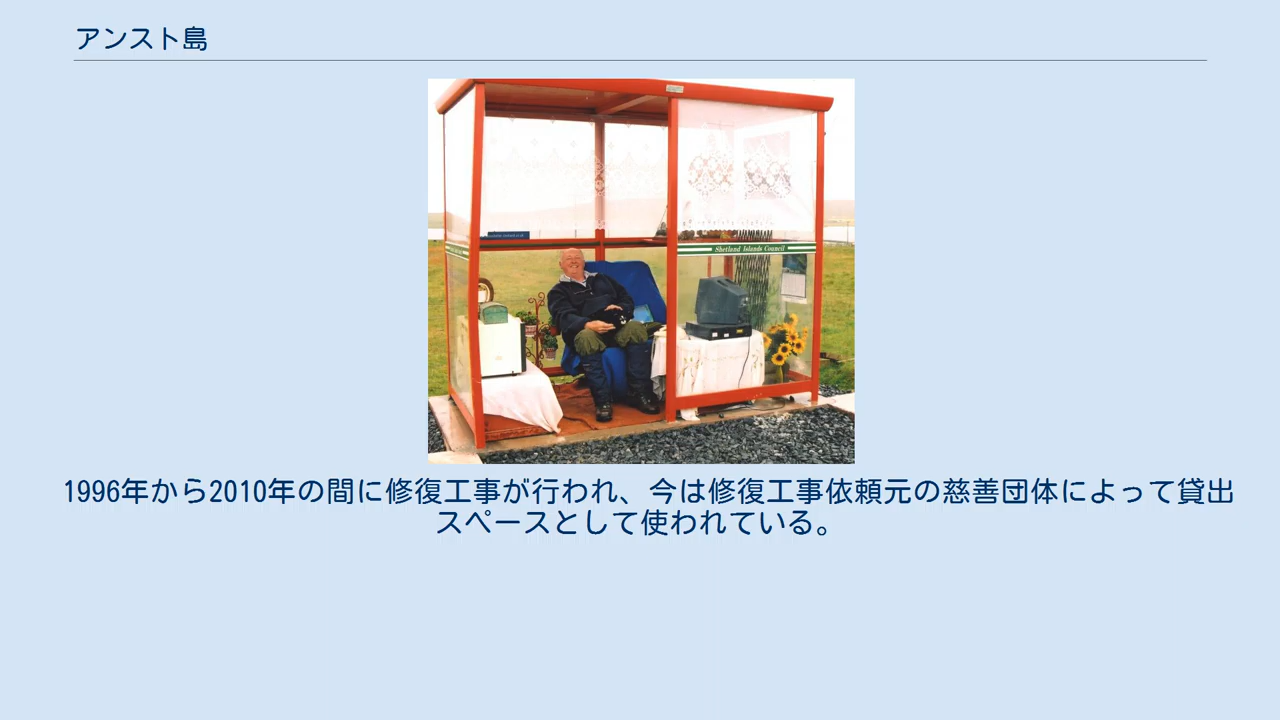 アンスト島
Shetland Islands Council
1996年から2010年の間に修復工事が行われ、今は修復工事依頼元の慈善団体によって貸出
スペースとして使われている。